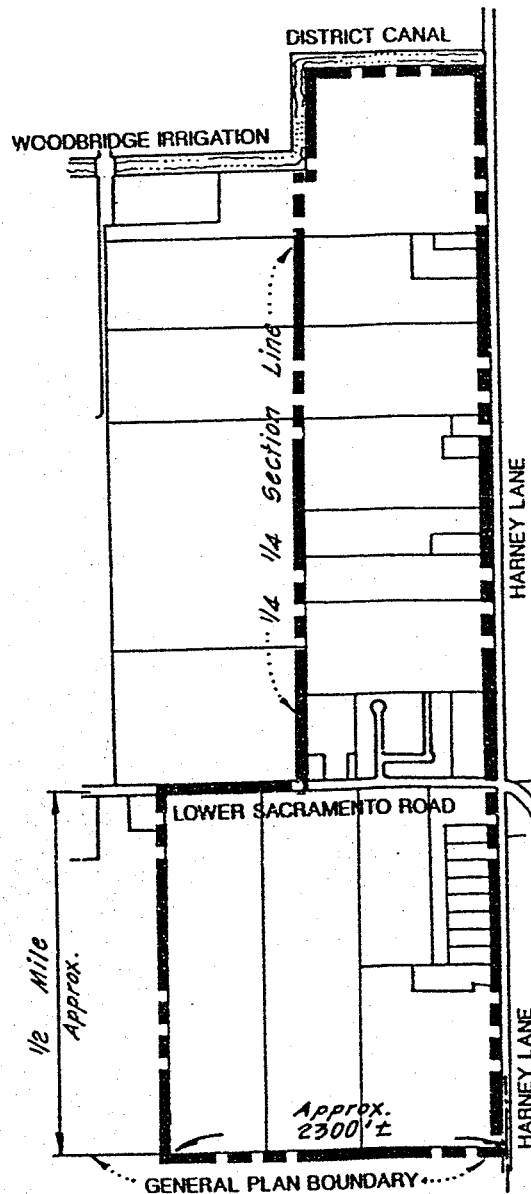 DISTRICT CANAL
WOODBRIDGE IRRIGATION
1/4 1/4 Section Line
HARNEY LANE
LOWER SACRAMENTO ROAD
1/2 Mile
Approx.
Approx.
2300'±
HARNEY LANE
GENERAL PLAN BOUNDARY